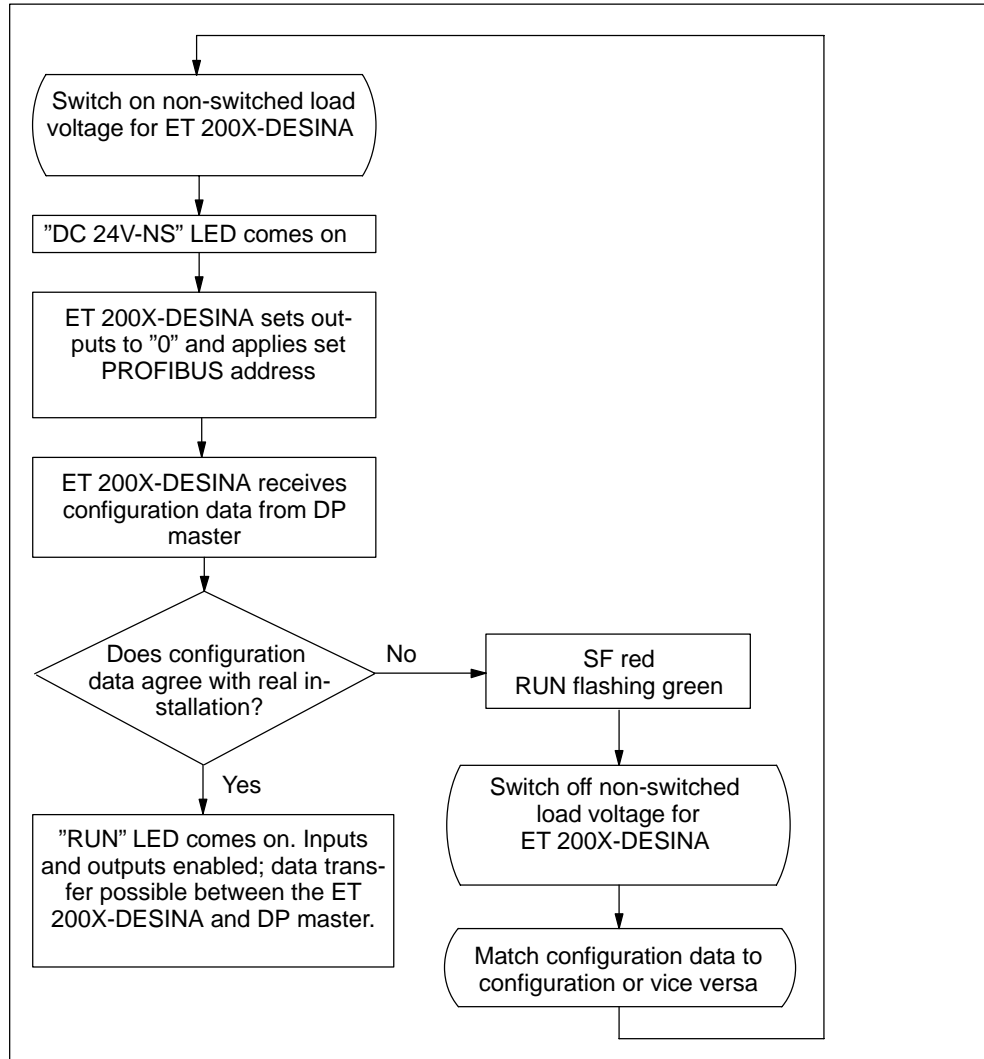 Switch on non-switched load
voltage for ET 200X-DESINA
”DC 24V-NS” LED comes on
ET 200X-DESINA sets out-
puts to ”0” and applies set
PROFIBUS address
ET 200X-DESINA receives
configuration data from DP
master
Does configuration
data agree with real in-
stallation?
No
SF red
RUN flashing green
Yes
”RUN” LED comes on. Inputs
and outputs enabled; data trans-
fer possible between the ET
200X-DESINA and DP master.
Switch off non-switched
load voltage for
ET 200X-DESINA
Match configuration data to
configuration or vice versa